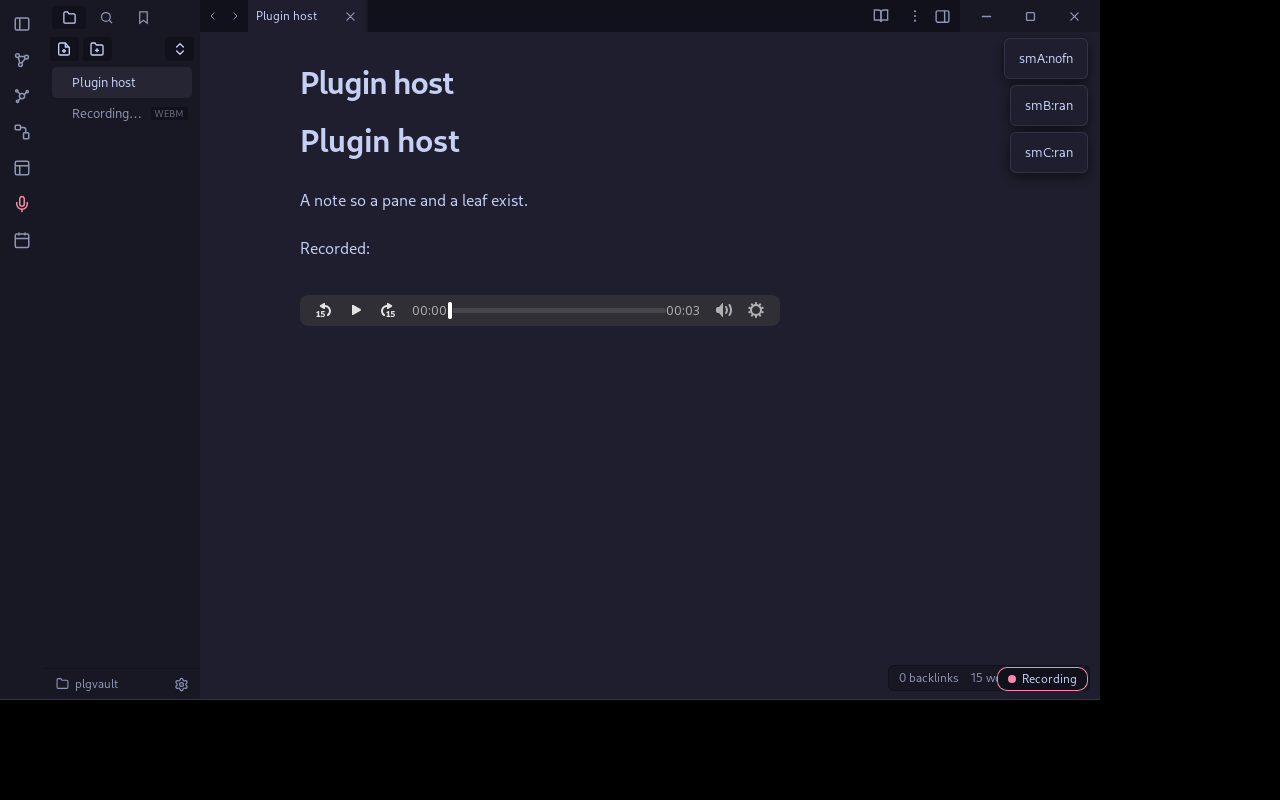 Plugin host
smA:nofn
Plugin host
Plugin host
Recording...
WEBM
smB:ran
Plugin host
smC:ran
A note so a pane and a leaf exist.
Recorded:
15
15
00:00
00:03
plgvault
0 backlinks
15
Recording